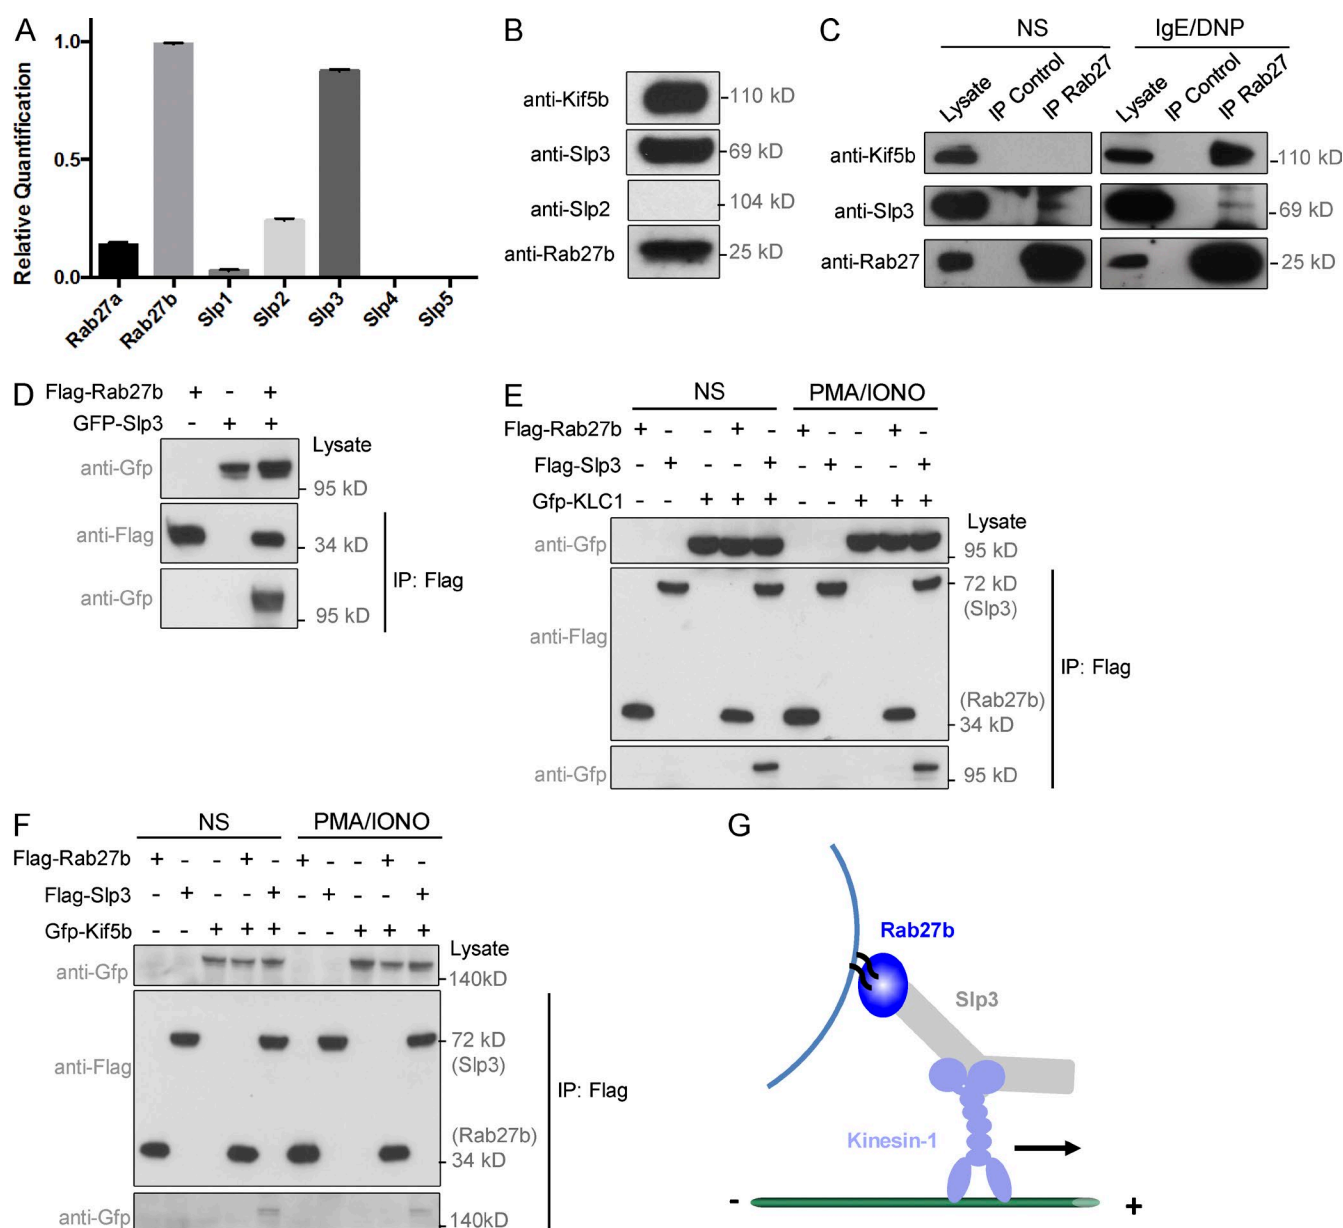 A
Relative Quantification
1.0
0.5
0.0
Rab27a Rab27b Slp1 Slp2 Slp3 Slp4 Slp5
B
anti-Kif5b 110 kD
anti-Slp3 69 kD
anti-Slp2 104 kD
anti-Rab27b 25 kD
C
NS IgE/DNP
Lysate IP Control IP Rab27 Lysate IP Control IP Rab27
anti-Kif5b 110 kD
anti-Slp3 69 kD
anti-Rab27 25 kD
D
Flag-Rab27b + - +
GFP-Slp3 - + +
Lysate
anti-Gfp 95 kD
anti-Flag 34 kD
IP: Flag
anti-Gfp 95 kD
E
NS PMA/IONO
Flag-Rab27b + - - + - + - - + -
Flag-Slp3 - + - - + - + - - +
Gfp-KLC1 - - + + + - - + + +
Lysate
anti-Gfp 95 kD
72 kD
(Slp3)
anti-Flag
IP: Flag
(Rab27b)
34 kD
anti-Gfp 95 kD
F
NS PMA/IONO
Flag-Rab27b + - - + - + - - + -
Flag-Slp3 - + - - + - + - - +
Gfp-Kif5b - - + + + - - + + +
Lysate
anti-Gfp 140kD
72 kD
(Slp3)
anti-Flag
IP: Flag
(Rab27b)
34 kD
anti-Gfp 140kD
G
Rab27b
Slp3
Kinesin-1
- +